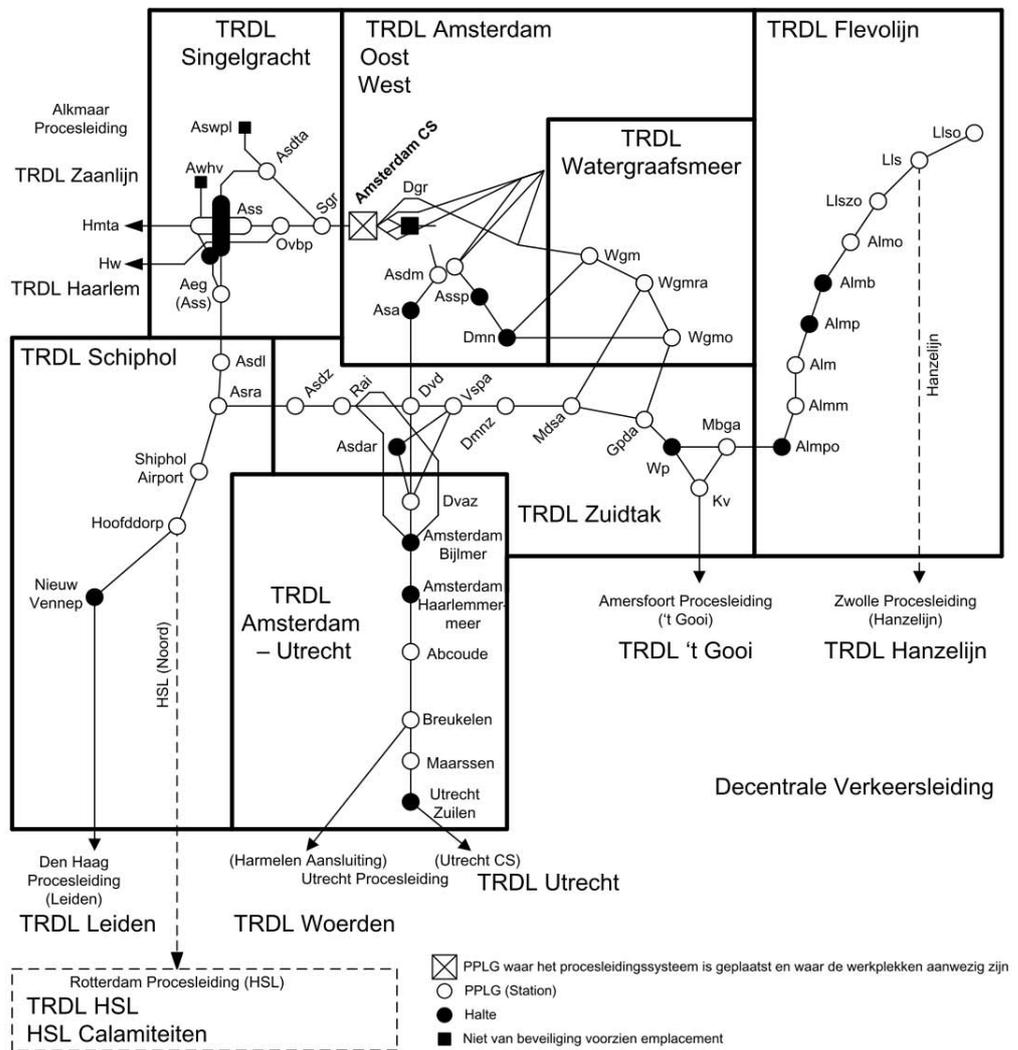 TRDL
Singelgracht
TRDL Amsterdam
Oost
West
TRDL Flevolijn
Alkmaar
Procesleiding
TRDL Zaanlijn
Hmta
Hw
TRDL Haarlem
Aswpl
Awhv
Asdta
Ass
Sgr
Ovbp
Aeg
(Ass)
Amsterdam CS
Dgr
Asdm
Assp
Asa
Dmn
TRDL
Watergraafsmeer
Wgm
Wgmra
Wgmo
Llso
Lls
Llszo
Almo
Almb
Almp
Alm
Almm
Almpo
Hanzelijn
TRDL Schiphol
Asdl
Asra
Asdz
Rai
Dvd
Vspa
Dmnz
Mdsa
Gpda
Mbga
Wp
Kv
Asdar
Shiphol
Airport
Hoofddorp
Nieuw
Vennep
HSL (Noord)
Dvaz
TRDL Zuidtak
Amsterdam
Bijlmer
Amsterdam
Haarlemmer-
meer
TRDL
Amsterdam
– Utrecht
Abcoude
Breukelen
Maarssen
Utrecht
Zuilen
Amersfoort Procesleiding
(‘t Gooi)
TRDL ‘t Gooi
Zwolle Procesleiding
(Hanzelijn)
TRDL Hanzelijn
Decentrale Verkeersleiding
Den Haag
Procesleiding
(Leiden)
TRDL Leiden
(Harmelen Aansluiting)
Utrecht Procesleiding
(Utrecht CS)
TRDL Utrecht
TRDL Woerden
Rotterdam Procesleiding (HSL)
TRDL HSL
HSL Calamiteiten
PPLG waar het procesleidingssysteem is geplaatst en waar de werkplekken aanwezig zijn
PPLG (Station)
Halte
Niet van beveiliging voorzien emplacement